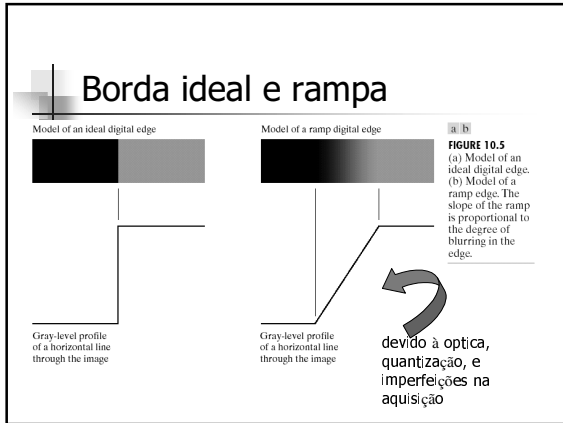 Borda ideal e rampa
Model of an ideal digital edge
Model of a ramp digital edge
Gray-level profile
of a horizontal line
through the image
Gray-level profile
of a horizontal line
through the image
a b
FIGURE 10.5
(a) Model of an
ideal digital edge.
(b) Model of a
ramp edge. The
slope of the ramp
is proportional to
the degree of
blurring in the
edge.
devido à optica,
quantização, e
imperfeições na
aquisição